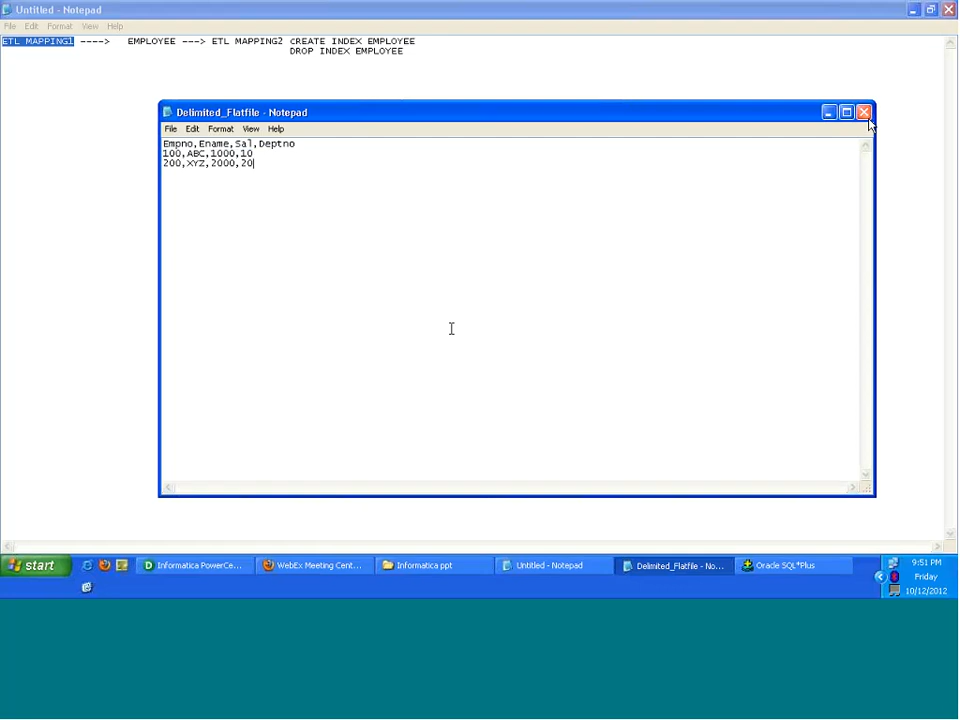 Untitled - Notepad
File Edit Format View Help
ETL MAPPING1 ----> EMPLOYEE ---> ETL MAPPING2 CREATE INDEX EMPLOYEE
DROP INDEX EMPLOYEE
Delimited_Flatfile - Notepad
File Edit Format View Help
Empno,Ename,Sal,Deptno
100,ABC,1000,10
200,XYZ,2000,20
start Informatica PowerCe... WebEx Meeting Cent... Informatica ppt Untitled - Notepad Delimited_Flatfile - No... Oracle SQL*Plus
9:51 PM
Friday
10/12/2012